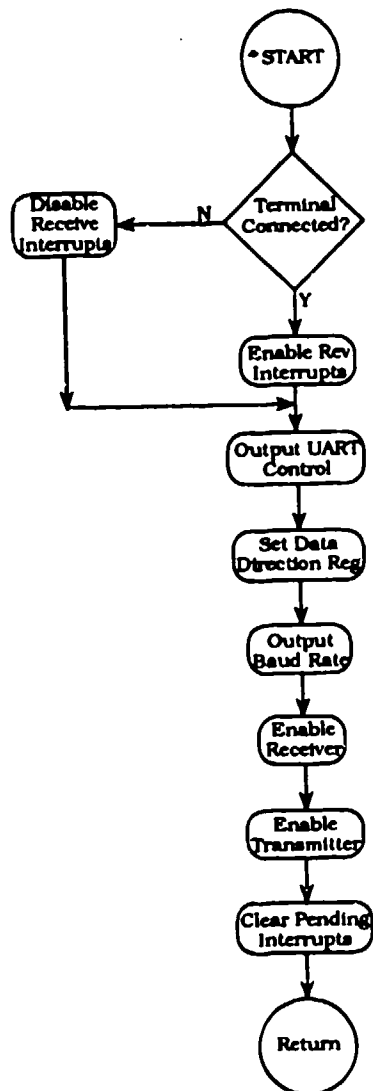 START
Terminal
Connected?
N
Disable
Receive
Interrupts
Y
Enable Rev
Interrupts
Output UART
Control
Set Data
Direction Reg
Output
Baud Rate
Enable
Receiver
Enable
Transmitter
Clear Pending
Interrupts
Return